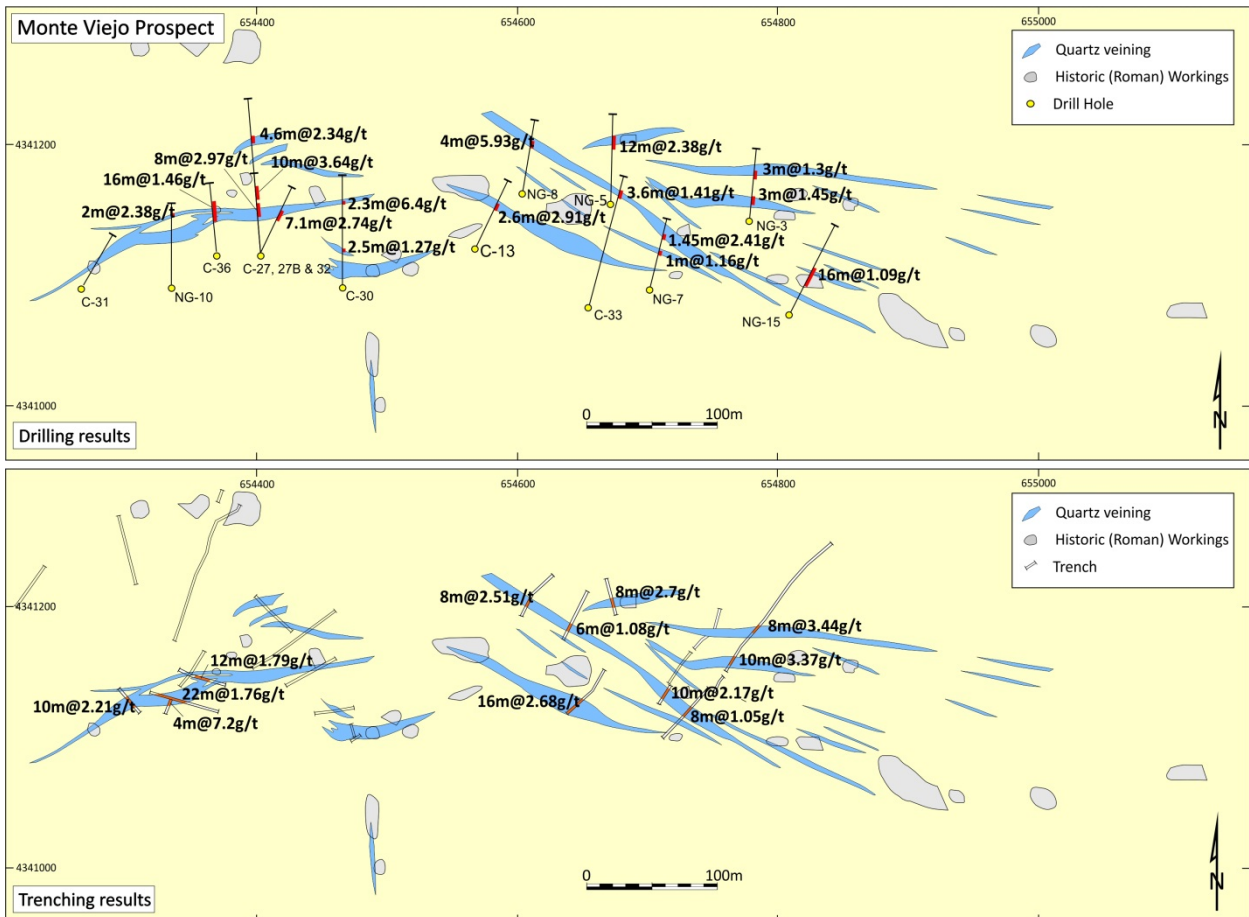 Monte Viejo Prospect
654400
654600
654800
655000
Quartz veining
Historic (Roman) Workings
Drill Hole
4341200
4.6m@2.34g/t
8m@2.97g/t
10m@3.64g/t
16m@1.46g/t
2m@2.38g/t
7.1m@2.74g/t
2.3m@6.4g/t
2.5m@1.27g/t
4m@5.93g/t
12m@2.38g/t
3m@1.3g/t
NG-8
NG-5
3.6m@1.41g/t
3m@1.45g/t
2.6m@2.91g/t
NG-3
C-13
1.45m@2.41g/t
1m@1.16g/t
16m@1.09g/t
C-36
C-27, 27B & 32
C-31
NG-10
C-30
C-33
NG-7
NG-15
4341000
0
100m
N
Drilling results
654400
654600
654800
655000
Quartz veining
Historic (Roman) Workings
Trench
4341200
8m@2.51g/t
8m@2.7g/t
6m@1.08g/t
8m@3.44g/t
12m@1.79g/t
10m@3.37g/t
22m@1.76g/t
10m@2.21g/t
4m@7.2g/t
16m@2.68g/t
10m@2.17g/t
8m@1.05g/t
4341000
0
100m
N
Trenching results